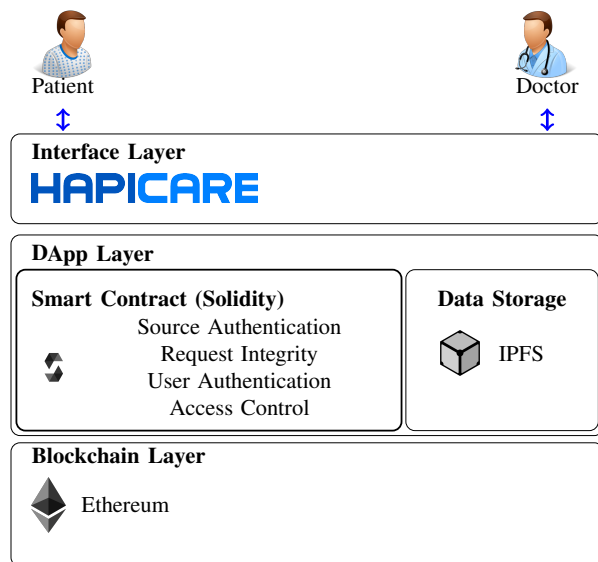 Patient
Doctor
Interface Layer
HAPICARE
DApp Layer
Smart Contract (Solidity)
Source Authentication
Request Integrity
User Authentication
Access Control
Data Storage
IPFS
Blockchain Layer
Ethereum